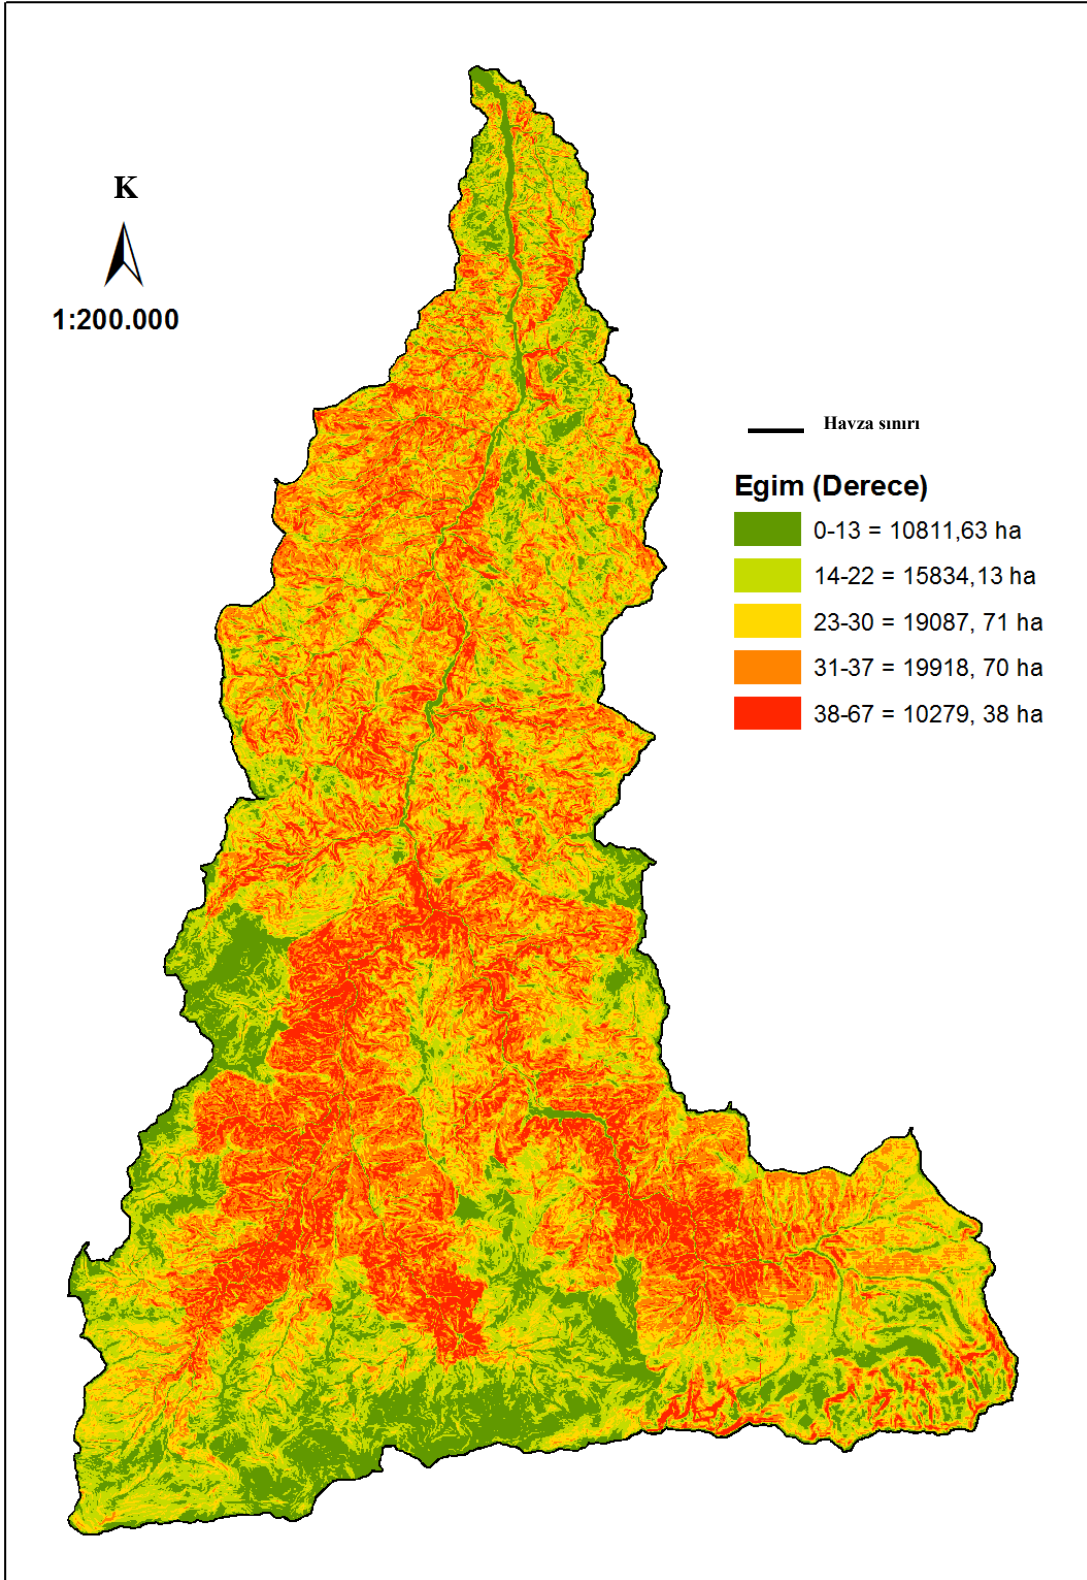 K
1:200.000
Havza sınırı
Egim (Derece)
0-13 = 10811,63 ha
14-22 = 15834,13 ha
23-30 = 19087, 71 ha
31-37 = 19918, 70 ha
38-67 = 10279, 38 ha